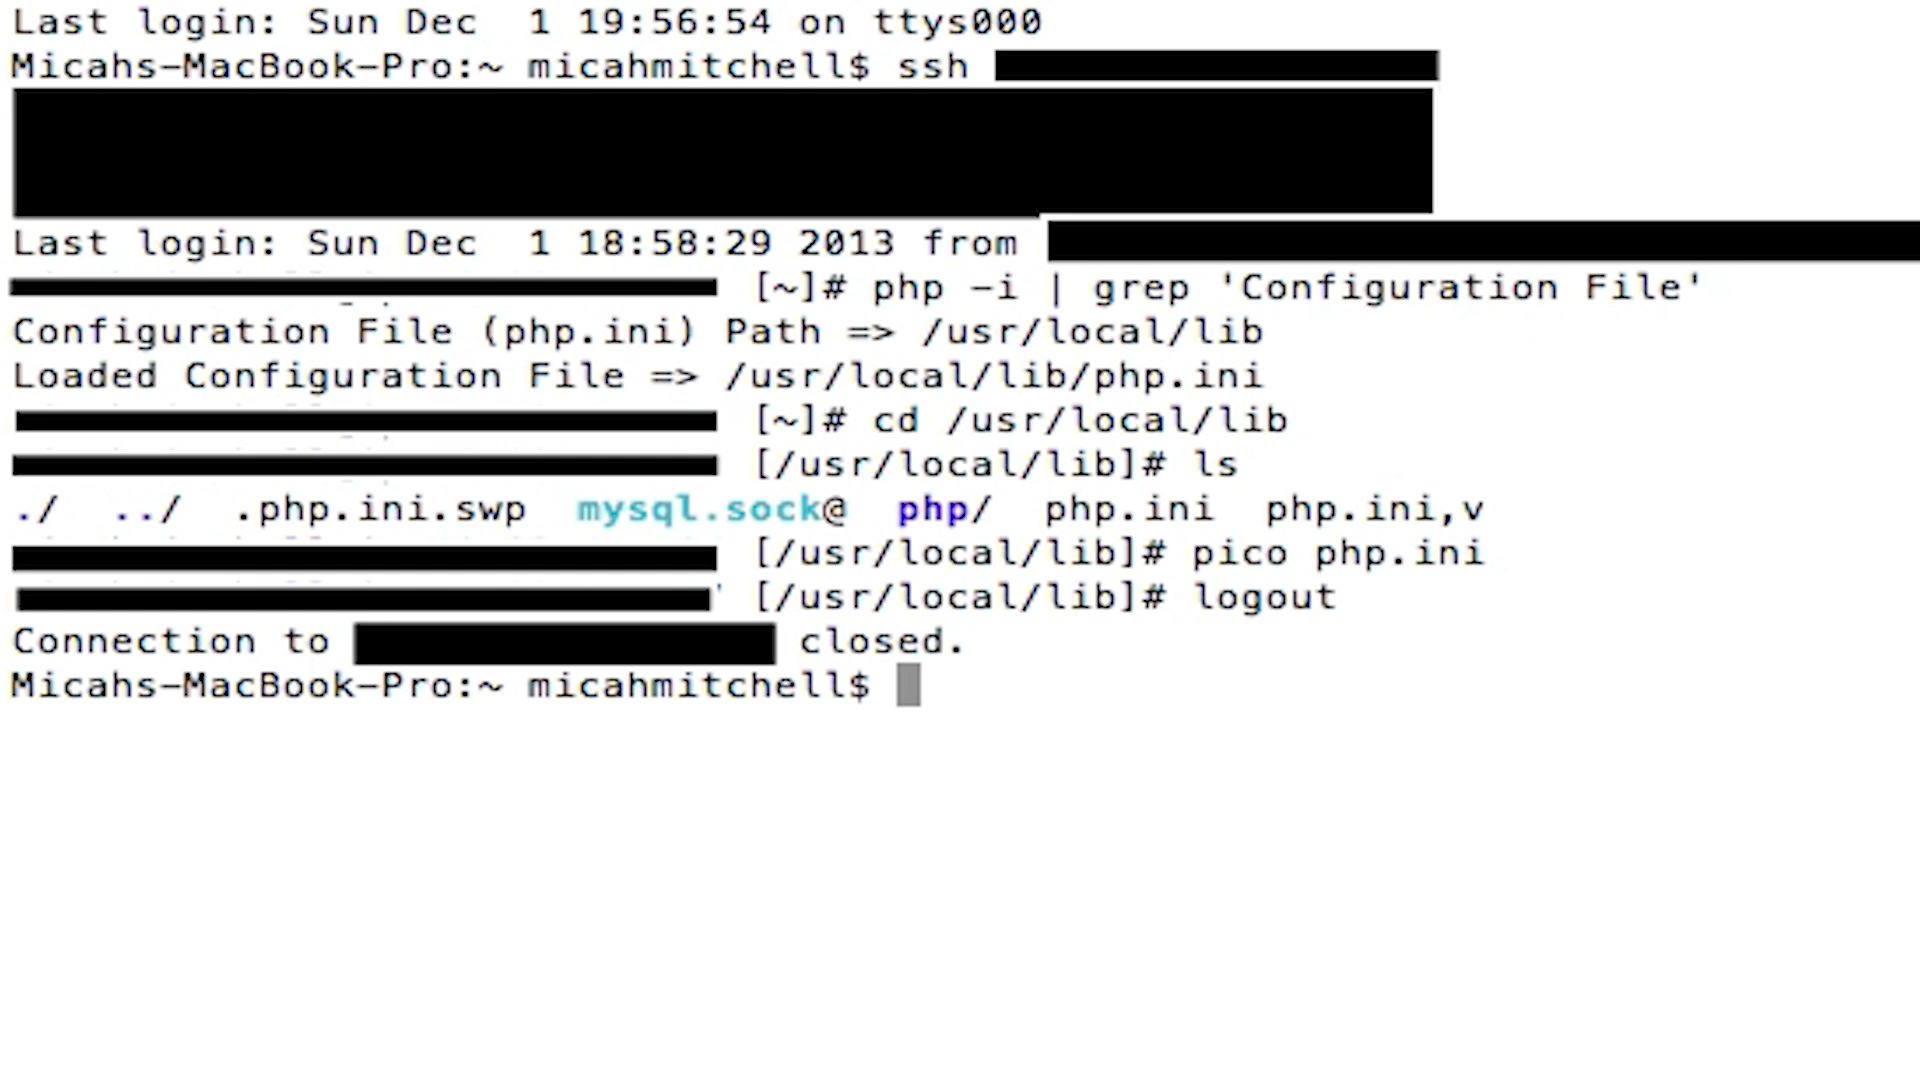 Last login: Sun Dec  1 19:56:54 on ttys000
Micahs-MacBook-Pro:~ micahmitchell$ ssh
Last login: Sun Dec  1 18:58:29 2013 from
[~]# php -i | grep 'Configuration File'
Configuration File (php.ini) Path => /usr/local/lib
Loaded Configuration File => /usr/local/lib/php.ini
[~]# cd /usr/local/lib
[/usr/local/lib]# ls
./  ../  .php.ini.swp  mysql.sock@  php/  php.ini  php.ini,v
[/usr/local/lib]# pico php.ini
[/usr/local/lib]# logout
Connection to closed.
Micahs-MacBook-Pro:~ micahmitchell$